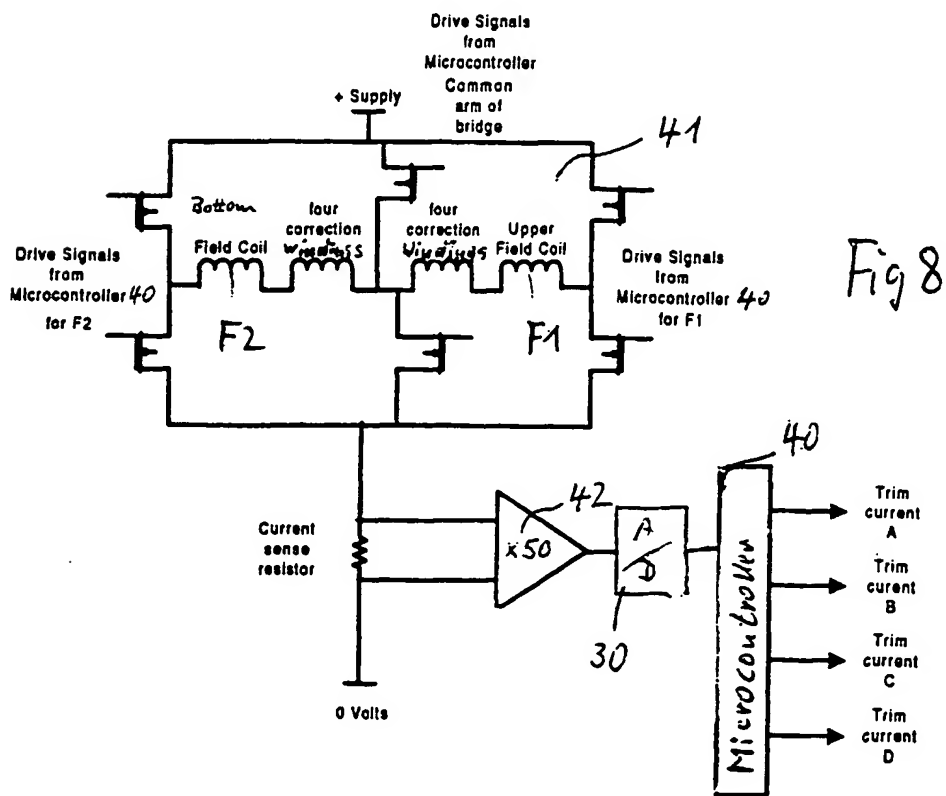 Drive Signals
from
Microcontroller
Common
arm of
bridge
+ Supply
41
Bottom
Field Coil
four
correction
windings
four
correction
Windings
Upper
Field Coil
Drive Signals
from
Microcontroller 40
for F2
F2
F1
Drive Signals
from
Microcontroller 40
for F1
Fig 8
Current
sense
resistor
42
x50
A
D
30
40
Microcontroller
Trim
current
A
Trim
curent
B
Trim
current
C
Trim
current
D
0 Volts